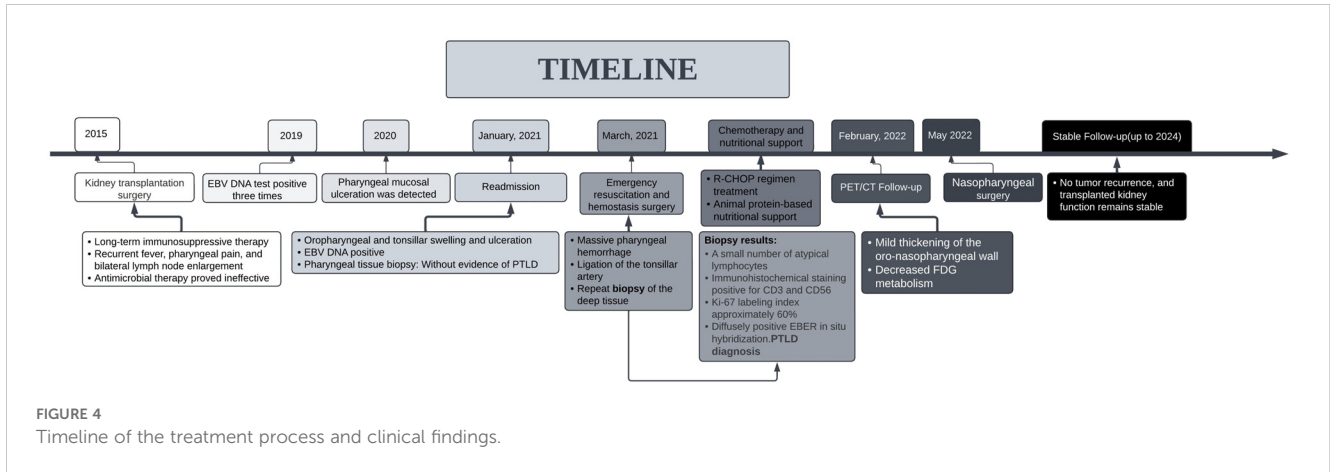 TIMELINE
2015
2019
2020
January, 2021
March, 2021
Chemotherapy and
nutritional support
February, 2022
May 2022
Stable Follow-up(up to 2024)
Kidney transplantation
surgery
EBV DNA test positive
three times
Pharyngeal mucosal
ulceration was detected
Readmission
Emergency
resuscitation and
hemostasis surgery
• R-CHOP regimen
treatment
• Animal protein-based
nutritional support
PET/CT Follow-up
Nasopharyngeal
surgery
• No tumor recurrence, and
transplanted kidney
function remains stable
• Long-term immunosuppressive therapy
• Recurrent fever, pharyngeal pain, and
bilateral lymph node enlargement
• Antimicrobial therapy proved ineffective
• Oropharyngeal and tonsillar swelling and ulceration
• EBV DNA positive
• Pharyngeal tissue biopsy: Without evidence of PTLD
• Massive pharyngeal
hemorrhage
• Ligation of the tonsillar
artery
• Repeat biopsy of the
deep tissue
Biopsy results:
• A small number of atypical
lymphocytes
• Immunohistochemical staining
positive for CD3 and CD56
• Ki-67 labeling index
approximately 60%
• Diffusely positive EBER in situ
hybridization.PTLD
diagnosis
• Mild thickening of the
oro-nasopharyngeal wall
• Decreased FDG
metabolism
FIGURE 4
Timeline of the treatment process and clinical findings.